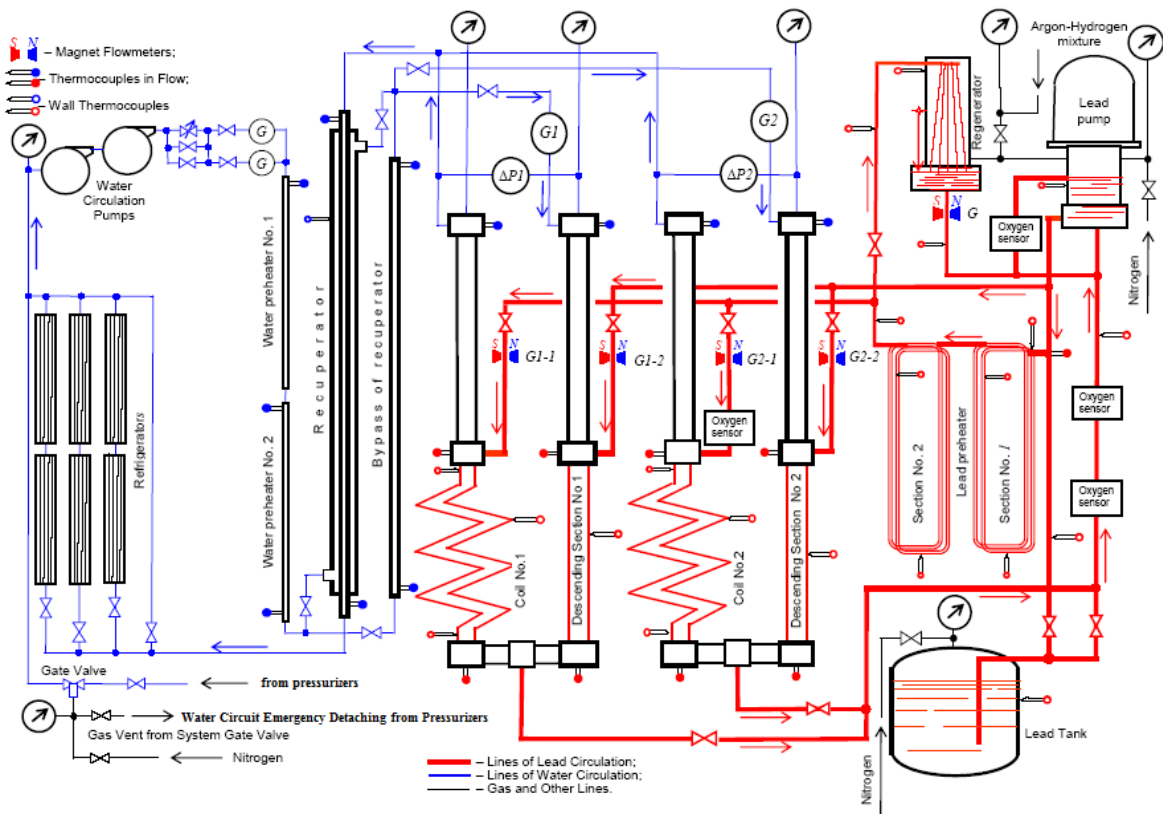 S N – Magnet Flowmeters;
Thermocouples in Flow;
Wall Thermocouples
Water
Circulation
Pumps
G
G
Water preheater No. 1
Water preheater No. 2
Recuperator
Bypass of recuperator
Refrigerators
G1
G2
ΔP1
ΔP2
Argon-Hydrogen
mixture
Regenerator
Lead
pump
S N G
Oxygen
sensor
Nitrogen
S N G1-1
S N G1-2
S N G2-1
S N G2-2
Oxygen
sensor
Oxygen
sensor
Oxygen
sensor
Section No. 2
Lead preheater
Section No. I
Coil No.1
Descending Section No 1
Coil No.2
Descending Section No 2
Gate Valve
from pressurizers
Water Circuit Emergency Detaching from Pressurizers
Gas Vent from System Gate Valve
Nitrogen
Nitrogen
Lead Tank
– Lines of Lead Circulation;
– Lines of Water Circulation;
– Gas and Other Lines.